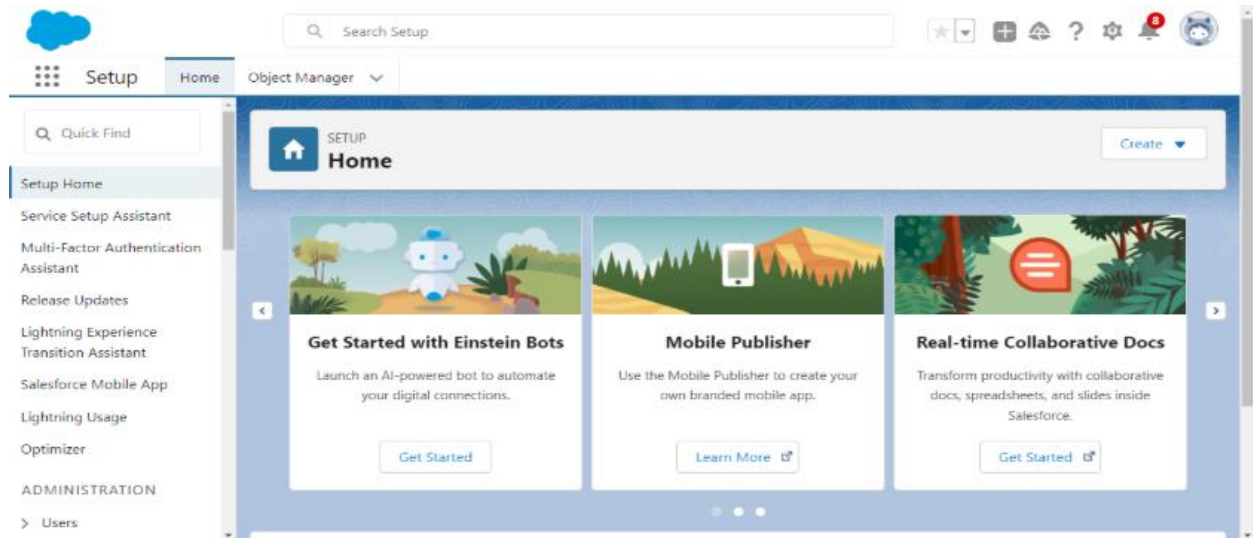 Search Setup
8
Setup
Home
Object Manager
Quick Find
Setup Home
Service Setup Assistant
Multi-Factor Authentication
Assistant
Release Updates
Lightning Experience
Transition Assistant
Salesforce Mobile App
Lightning Usage
Optimizer
ADMINISTRATION
> Users
SETUP
Home
Create
Get Started with Einstein Bots
Launch an AI-powered bot to automate
your digital connections.
Get Started
Mobile Publisher
Use the Mobile Publisher to create your
own branded mobile app.
Learn More
Real-time Collaborative Docs
Transform productivity with collaborative
docs, spreadsheets, and slides inside
Salesforce.
Get Started